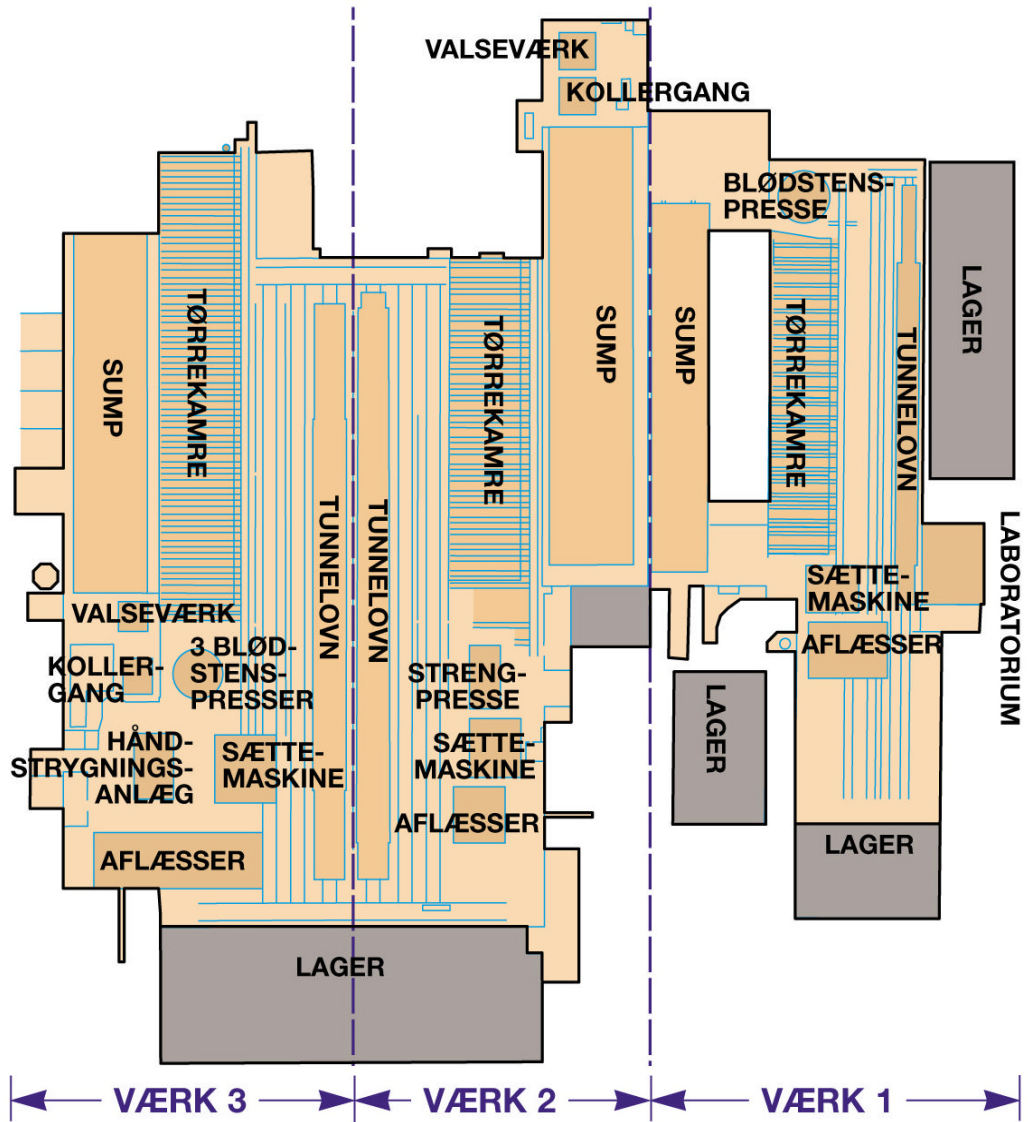 VALSEVÆRK
KOLLERGANG
BLØDSTENS-
PRESSE
LAGER
SUMP
TØRREKAMRE
TUNNELOVN
TUNNELOVN
TØRREKAMRE
SUMP
SUMP
TØRREKAMRE
TUNNELOVN
LABORATORIUM
VALSEVÆRK
KOLLER-
GANG
3 BLØD-
STENS-
PRESSER
HÅND-
STRYGNINGS-
ANLÆG
SÆTTE-
MASKINE
AFLÆSSER
STRENG-
PRESSE
SÆTTE-
MASKINE
AFLÆSSER
SÆTTE-
MASKINE
AFLÆSSER
LAGER
LAGER
LAGER
VÆRK 3
VÆRK 2
VÆRK 1